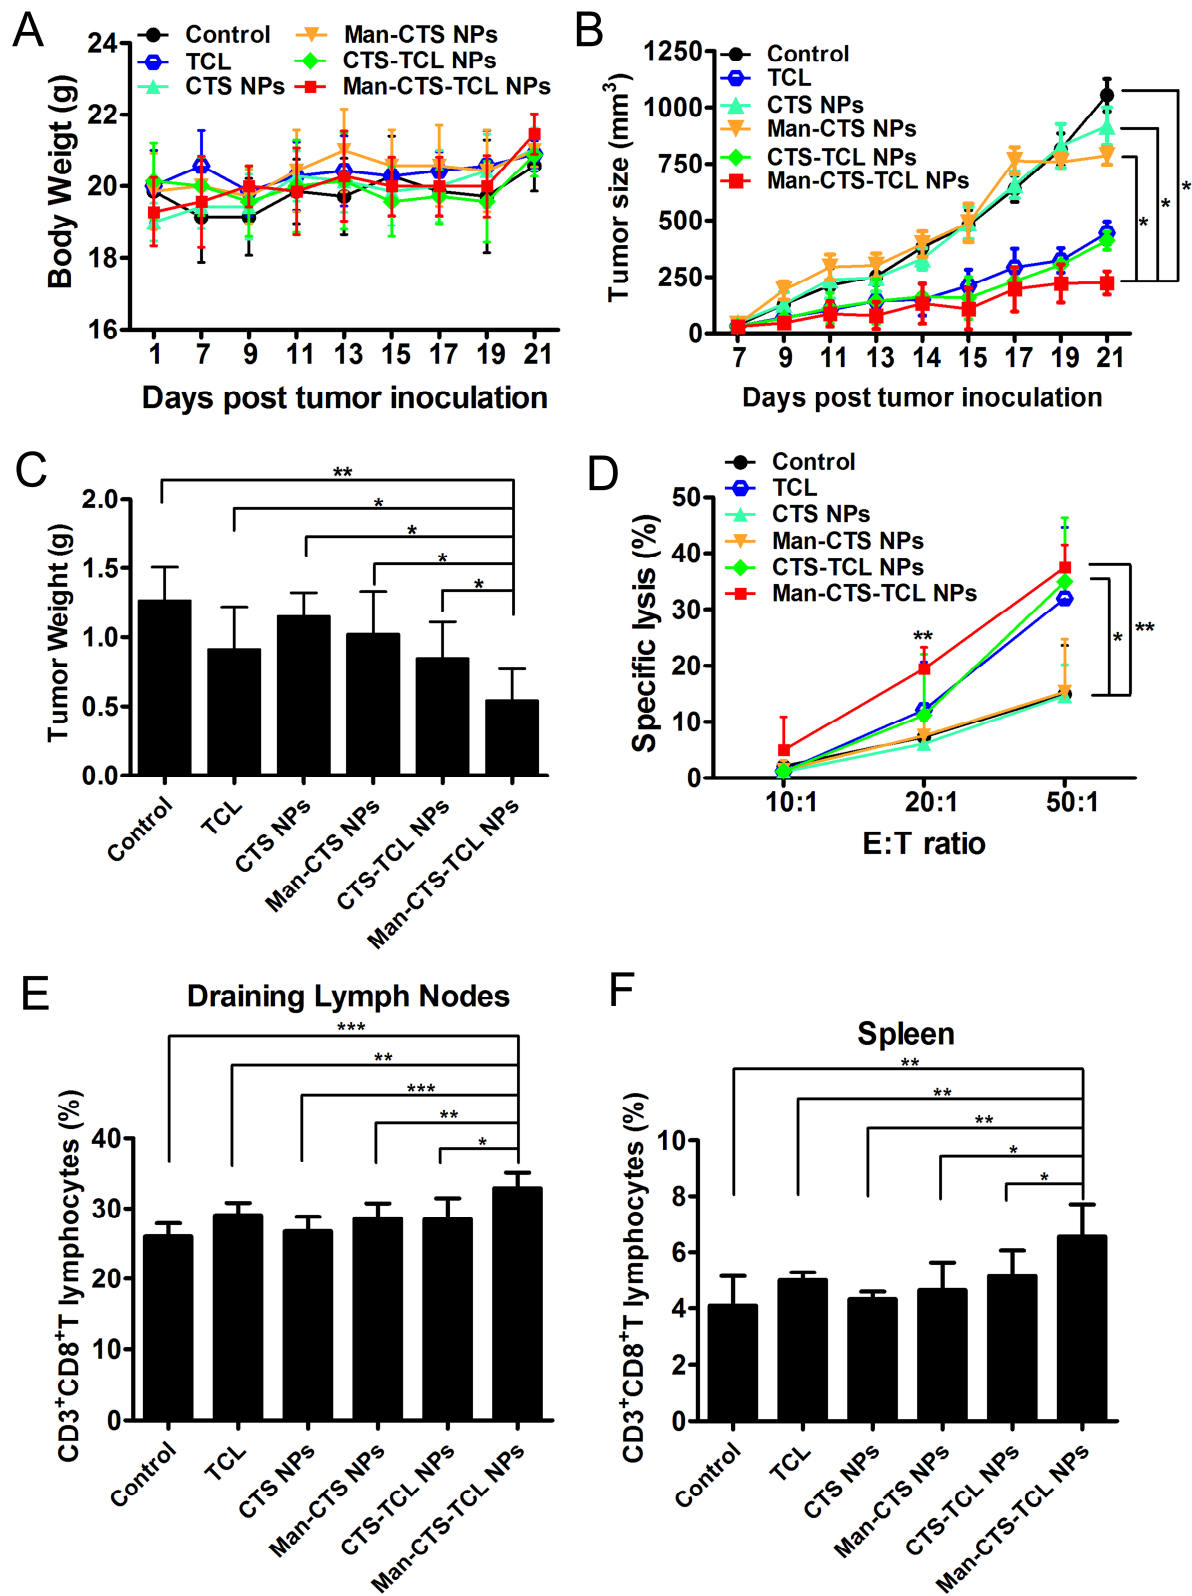 A
Control
TCL
CTS NPs
Man-CTS NPs
CTS-TCL NPs
Man-CTS-TCL NPs
Body Weigt (g)
24
22
20
18
16
1 7 9 11 13 15 17 19 21
Days post tumor inoculation
B
Control
TCL
CTS NPs
Man-CTS NPs
CTS-TCL NPs
Man-CTS-TCL NPs
Tumor size (mm³)
1250
1000
750
500
250
0
7 9 11 13 14 15 17 19 21
Days post tumor inoculation
*
*
*
C
Tumor Weight (g)
2.0
1.5
1.0
0.5
0.0
**
*
*
*
*
Control
TCL
CTS NPs
Man-CTS NPs
CTS-TCL NPs
Man-CTS-TCL NPs
D
Control
TCL
CTS NPs
Man-CTS NPs
CTS-TCL NPs
Man-CTS-TCL NPs
Specific lysis (%)
50
40
30
20
10
0
**
*
**
10:1 20:1 50:1
E:T ratio
E
Draining Lymph Nodes
CD3⁺CD8⁺T lymphocytes (%)
40
30
20
10
0
***
**
***
**
*
Control
TCL
CTS NPs
Man-CTS NPs
CTS-TCL NPs
Man-CTS-TCL NPs
F
Spleen
CD3⁺CD8⁺T lymphocytes (%)
10
8
6
4
2
0
**
**
**
*
*
Control
TCL
CTS NPs
Man-CTS NPs
CTS-TCL NPs
Man-CTS-TCL NPs